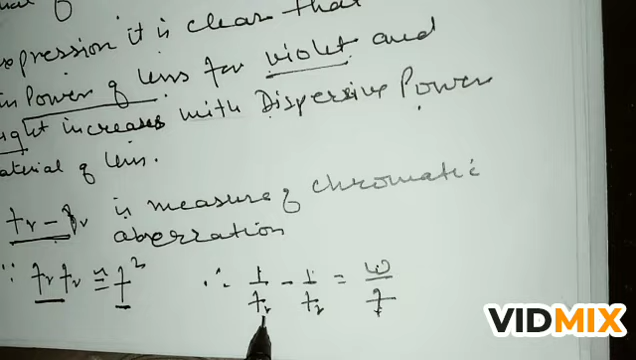 expression it is clear that
in Power of lens for violet and
light increases with Dispersive Power
material of lens.
fr - fv is measure of chromatic
aberration
∵ fr fv ≅ f² ∴ 1/fr - 1/f2 = ω/f
VIDMIX